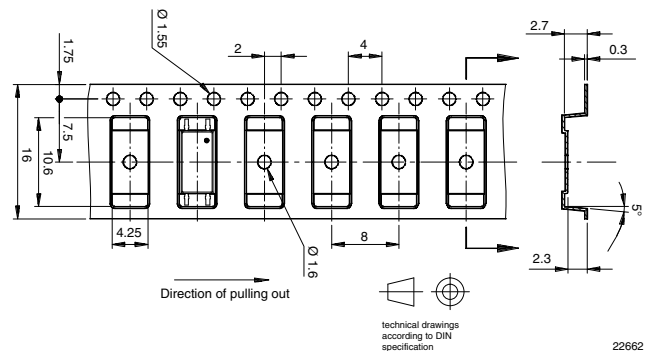 1.75
Ø 1.55
2
4
2.7
0.3
7.5
16
10.6
4.25
Ø 1.6
8
5°
2.3
Direction of pulling out
technical drawings
according to DIN
specification
22662